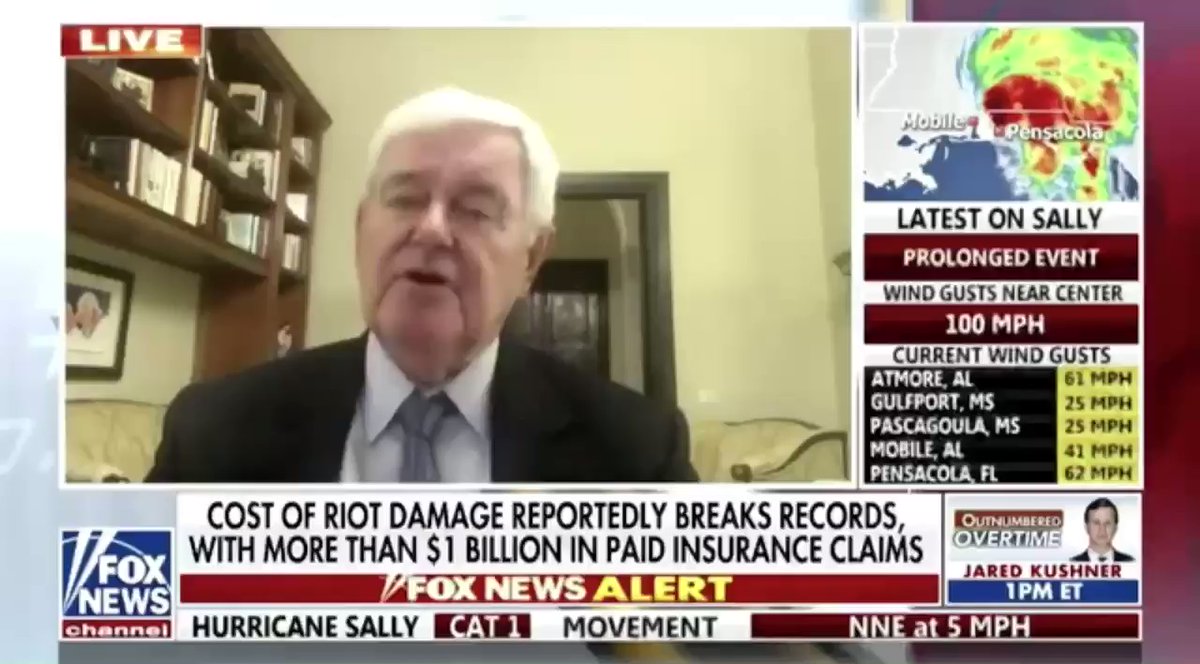 LIVE
Mobile
Pensacola
LATEST ON SALLY
PROLONGED EVENT
WIND GUSTS NEAR CENTER
100 MPH
CURRENT WIND GUSTS
ATMORE, AL 61 MPH
GULFPORT, MS 25 MPH
PASCAGOULA, MS 25 MPH
MOBILE, AL 41 MPH
PENSACOLA, FL 62 MPH
COST OF RIOT DAMAGE REPORTEDLY BREAKS RECORDS,
WITH MORE THAN $1 BILLION IN PAID INSURANCE CLAIMS
FOX NEWS ALERT
OUTNUMBERED
OVERTIME
JARED KUSHNER
1PM ET
FOX
NEWS
channel
HURRICANE SALLY CAT 1 MOVEMENT NNE at 5 MPH